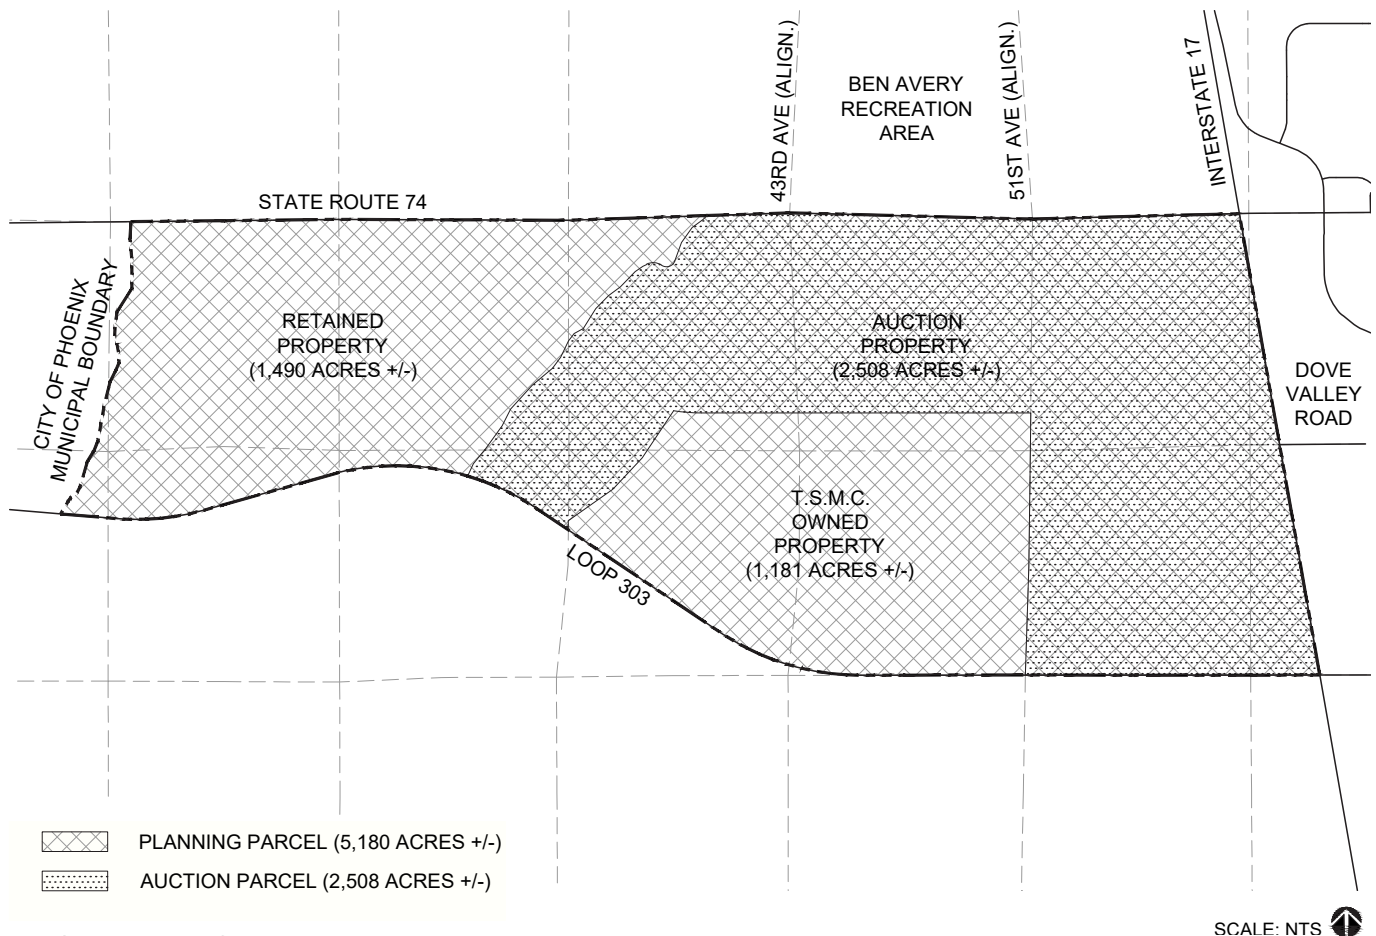 43RD AVE (ALIGN.)
BEN AVERY
RECREATION
AREA
51ST AVE (ALIGN.)
INTERSTATE 17
STATE ROUTE 74
CITY OF PHOENIX
MUNICIPAL BOUNDARY
RETAINED
PROPERTY
(1,490 ACRES +/-)
AUCTION
PROPERTY
(2,508 ACRES +/-)
DOVE
VALLEY
ROAD
T.S.M.C.
OWNED
PROPERTY
(1,181 ACRES +/-)
LOOP 303
PLANNING PARCEL (5,180 ACRES +/-)
AUCTION PARCEL (2,508 ACRES +/-)
SCALE: NTS